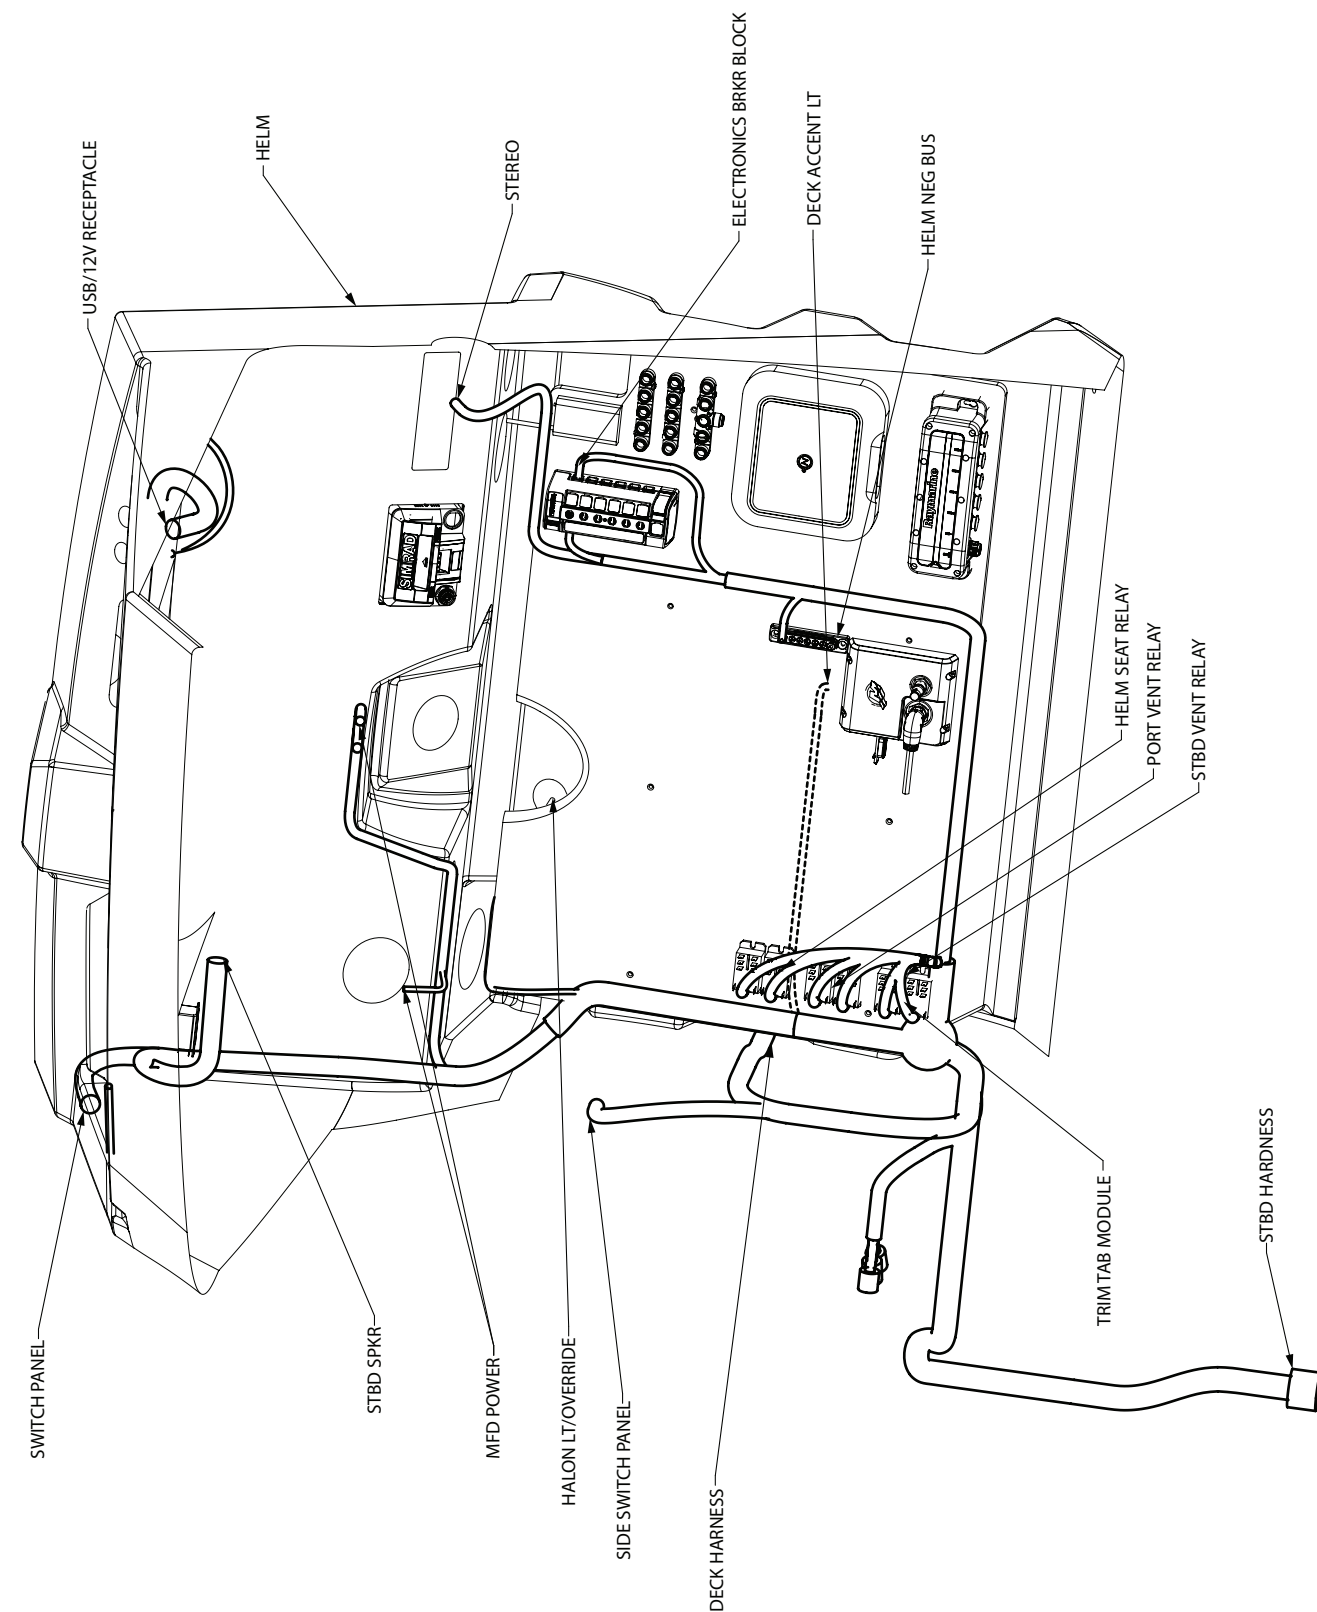 USB/12V RECEPTACLE
HELM
STEREO
ELECTRONICS BRKR BLOCK
DECK ACCENT LT
HELM NEG BUS
HELM SEAT RELAY
PORT VENT RELAY
STBD VENT RELAY
SWITCH PANEL
STBD SPKR
MFD POWER
HALON LT/OVERRIDE
SIDE SWITCH PANEL
DECK HARNESS
TRIM TAB MODULE
STBD HARDNESS
SIMRAD
Raymarine